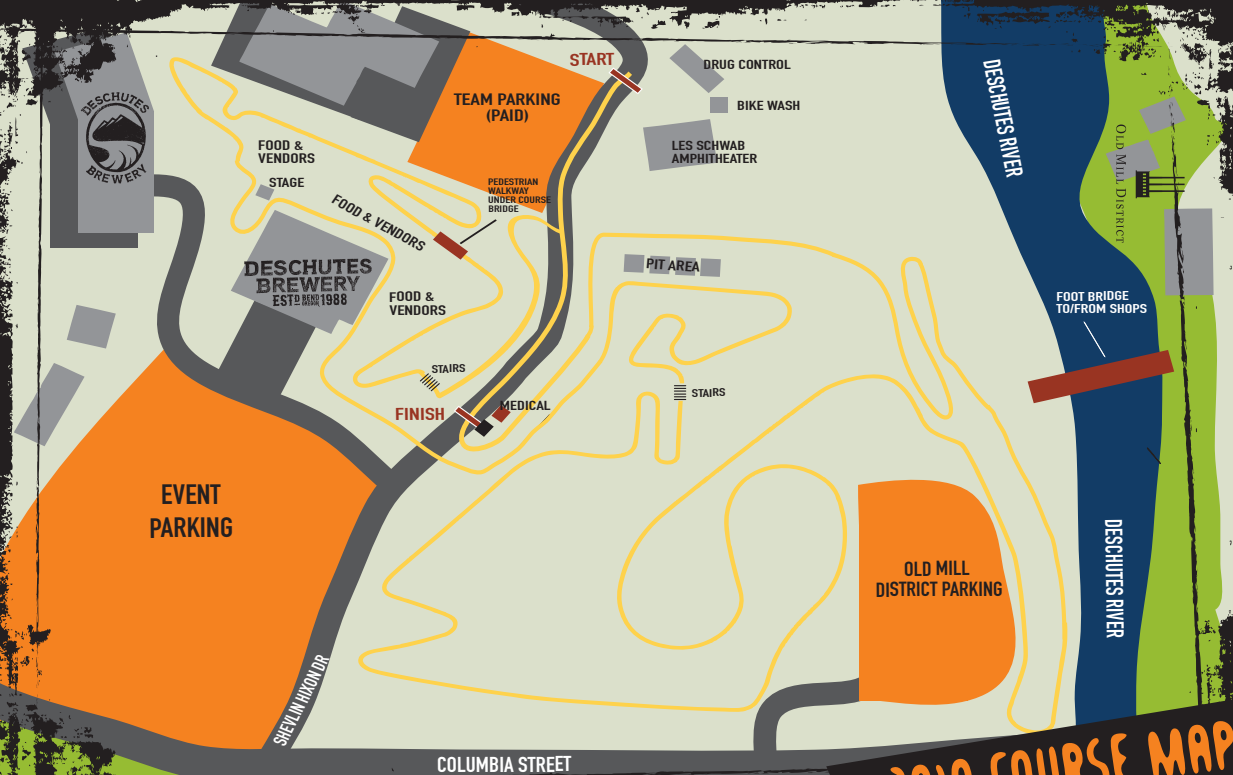 START
DRUG CONTROL
BIKE WASH
TEAM PARKING
(PAID)
LES SCHWAB
AMPHITHEATER
DESCHUTES RIVER
OLD MILL DISTRICT
DESCHUTES
BREWERY
FOOD &
VENDORS
STAGE
PEDESTRIAN
WALKWAY
UNDER COURSE
BRIDGE
FOOD & VENDORS
DESCHUTES
BREWERY
ESTD BEND OREGON 1988
PIT AREA
FOOD &
VENDORS
FOOT BRIDGE
TO/FROM SHOPS
STAIRS
STAIRS
FINISH
MEDICAL
EVENT
PARKING
OLD MILL
DISTRICT PARKING
DESCHUTES RIVER
SHEVLIN HIXON DR
COLUMBIA STREET
COURSE MAP